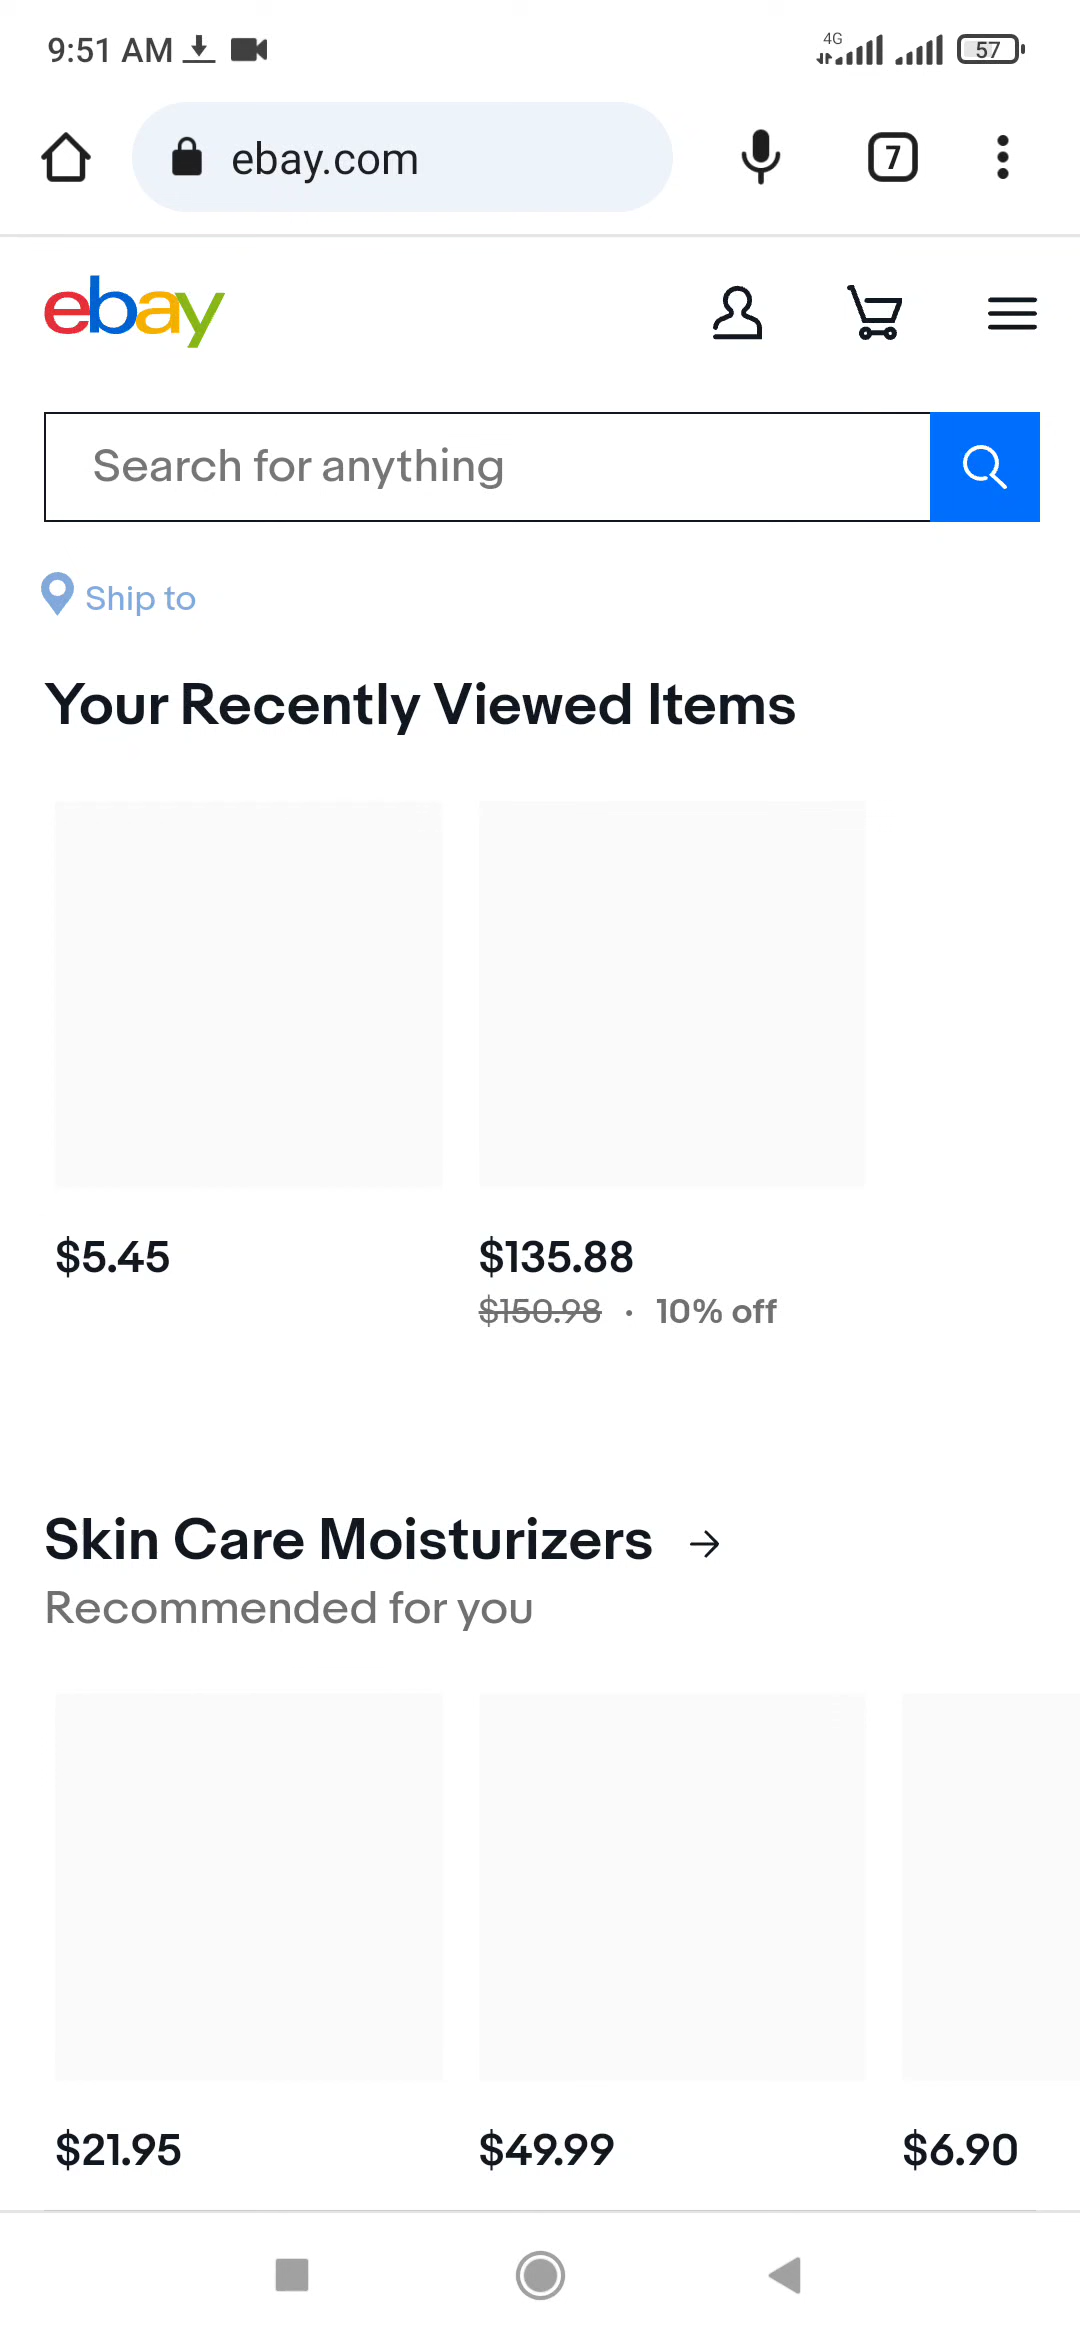 9:51 AM
4G
57
ebay.com
7
ebay
Search for anything
Ship to
Your Recently Viewed Items
$5.45
$135.88
$150.98 · 10% off
Skin Care Moisturizers →
Recommended for you
$21.95
$49.99
$6.90